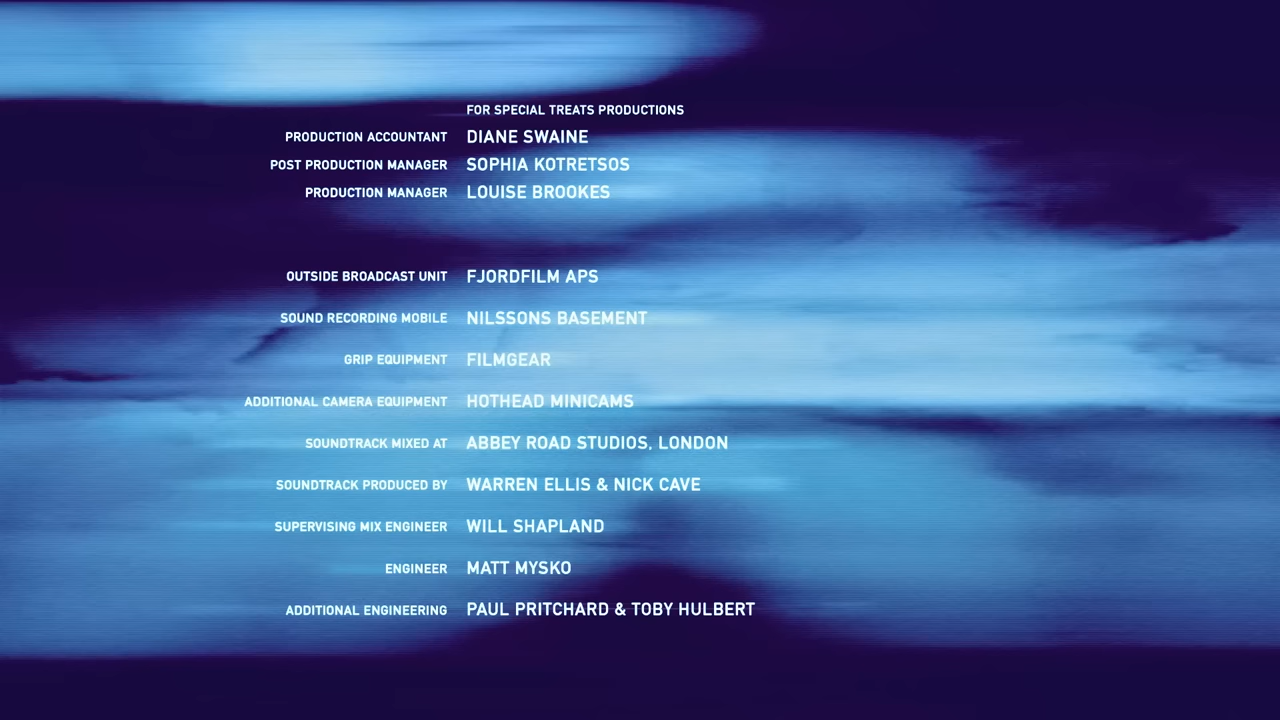 FOR SPECIAL TREATS PRODUCTIONS
PRODUCTION ACCOUNTANT DIANE SWAINE
POST PRODUCTION MANAGER SOPHIA KOTRETSOS
PRODUCTION MANAGER LOUISE BROOKES
OUTSIDE BROADCAST UNIT FJORDFILM APS
SOUND RECORDING MOBILE NILSSONS BASEMENT
GRIP EQUIPMENT FILMGEAR
ADDITIONAL CAMERA EQUIPMENT HOTHEAD MINICAMS
SOUNDTRACK MIXED AT ABBEY ROAD STUDIOS, LONDON
SOUNDTRACK PRODUCED BY WARREN ELLIS & NICK CAVE
SUPERVISING MIX ENGINEER WILL SHAPLAND
ENGINEER MATT MYSKO
ADDITIONAL ENGINEERING PAUL PRITCHARD & TOBY HULBERT